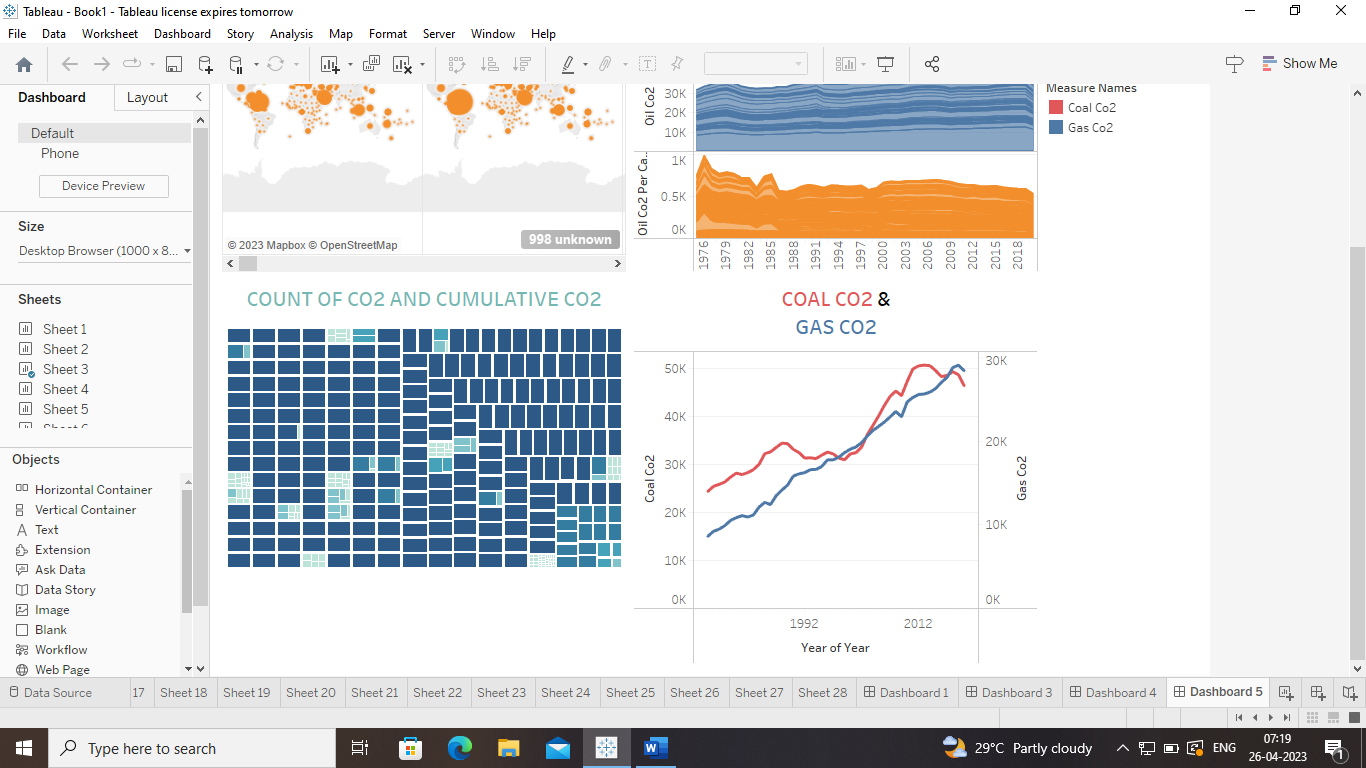 Tableau - Book1 - Tableau license expires tomorrow
File Data Worksheet Dashboard Story Analysis Map Format Server Window Help
Show Me
Dashboard Layout
Default
Phone
Device Preview
Size
Desktop Browser (1000 x 8...
Sheets
Sheet 1
Sheet 2
Sheet 3
Sheet 4
Sheet 5
Objects
Horizontal Container
Vertical Container
Text
Extension
Ask Data
Data Story
Image
Blank
Workflow
Web Page
© 2023 Mapbox © OpenStreetMap
998 unknown
Oil Co2
30K
20K
10K
Oil Co2 Per Ca..
1K
0.5K
0K
1976 1979 1982 1985 1988 1991 1994 1997 2000 2003 2006 2009 2012 2015 2018
Measure Names
Coal Co2
Gas Co2
COUNT OF CO2 AND CUMULATIVE CO2
COAL CO2 &
GAS CO2
Coal Co2
50K
40K
30K
20K
10K
0K
30K
20K
10K
0K
Gas Co2
1992 2012
Year of Year
Data Source 17 Sheet 18 Sheet 19 Sheet 20 Sheet 21 Sheet 22 Sheet 23 Sheet 24 Sheet 25 Sheet 26 Sheet 27 Sheet 28 Dashboard 1 Dashboard 3 Dashboard 4 Dashboard 5
Type here to search
29°C Partly cloudy
ENG
07:19
26-04-2023
1